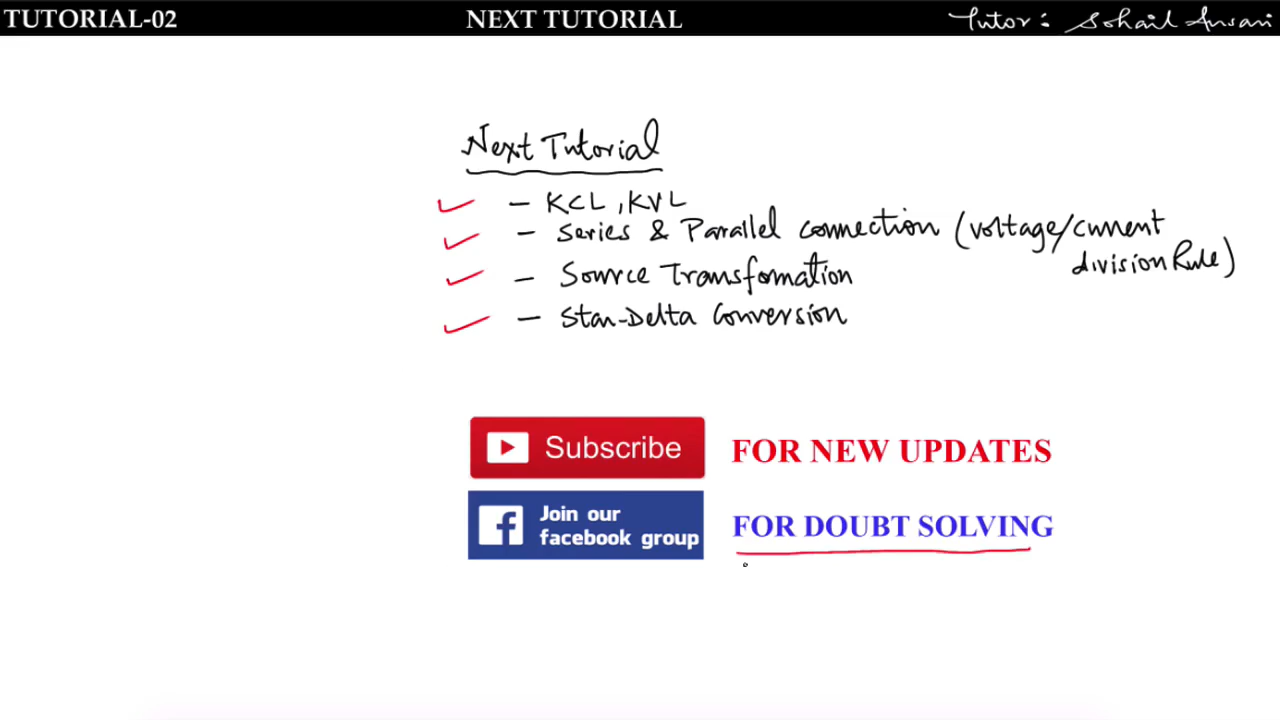 TUTORIAL-02
NEXT TUTORIAL
Tutor: Sohail Ansari
Next Tutorial
- KCL, KVL
- Series & Parallel connection (voltage/current
division Rule)
- Source Transformation
- Star-Delta Conversion
Subscribe
FOR NEW UPDATES
Join our
facebook group
FOR DOUBT SOLVING